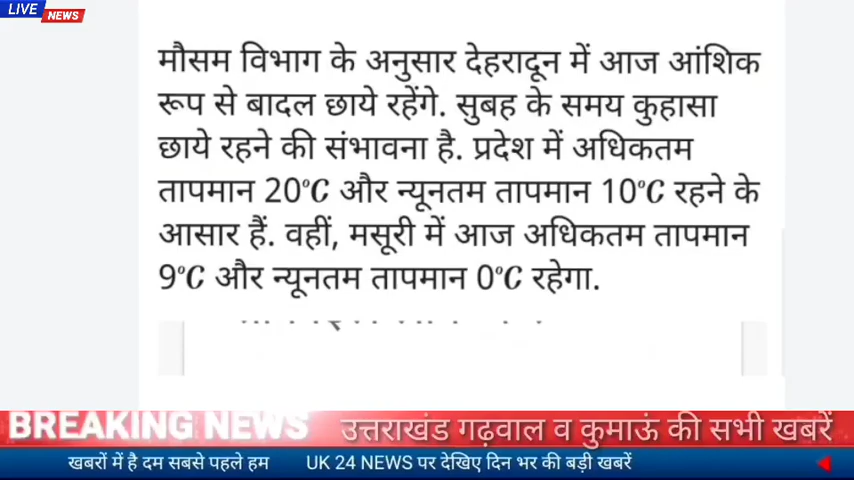 LIVE
NEWS
मौसम विभाग के अनुसार देहरादून में आज आंशिक
रूप से बादल छाये रहेंगे. सुबह के समय कुहासा
छाये रहने की संभावना है. प्रदेश में अधिकतम
तापमान 20°C और न्यूनतम तापमान 10°C रहने के
आसार हैं. वहीं, मसूरी में आज अधिकतम तापमान
9°C और न्यूनतम तापमान 0°C रहेगा.
BREAKING NEWS उत्तराखंड गढ़वाल व कुमाऊं की सभी खबरें
खबरों में है दम सबसे पहले हम UK 24 NEWS पर देखिए दिन भर की बड़ी खबरें